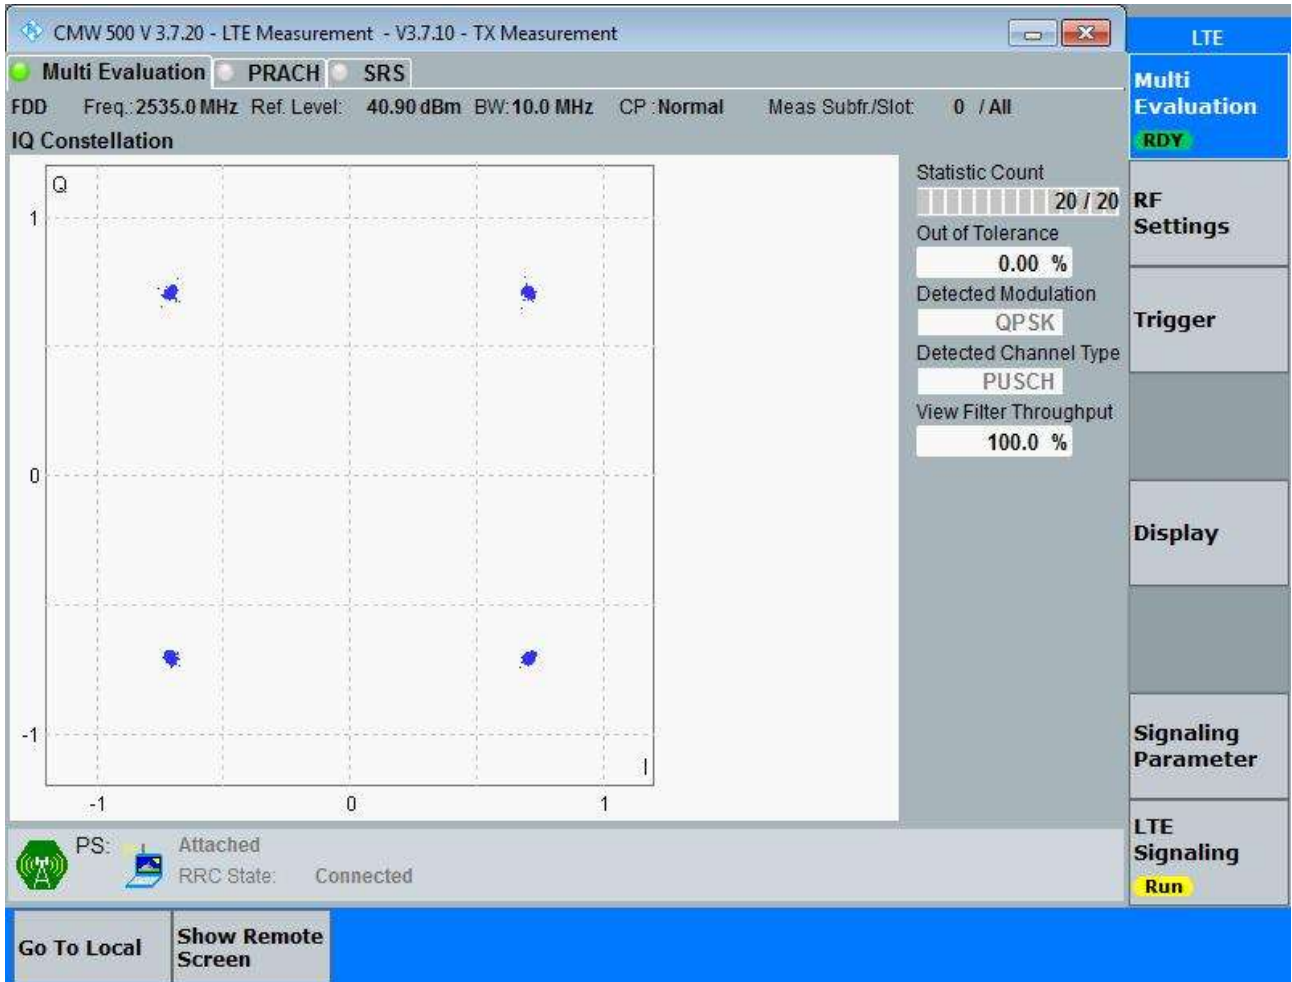 CMW 500 V 3.7.20 - LTE Measurement - V3.7.10 - TX Measurement
Multi Evaluation PRACH SRS
FDD Freq.: 2535.0 MHz Ref. Level: 40.90 dBm BW: 10.0 MHz CP : Normal Meas Subfr./Slot: 0 / All
IQ Constellation
Q
1
0
-1
I
-1 0 1
Statistic Count
20 / 20
Out of Tolerance
0.00 %
Detected Modulation
QPSK
Detected Channel Type
PUSCH
View Filter Throughput
100.0 %
PS: Attached
RRC State: Connected
LTE
Multi
Evaluation
RDY
RF
Settings
Trigger
Display
Signaling
Parameter
LTE
Signaling
Run
Go To Local
Show Remote
Screen